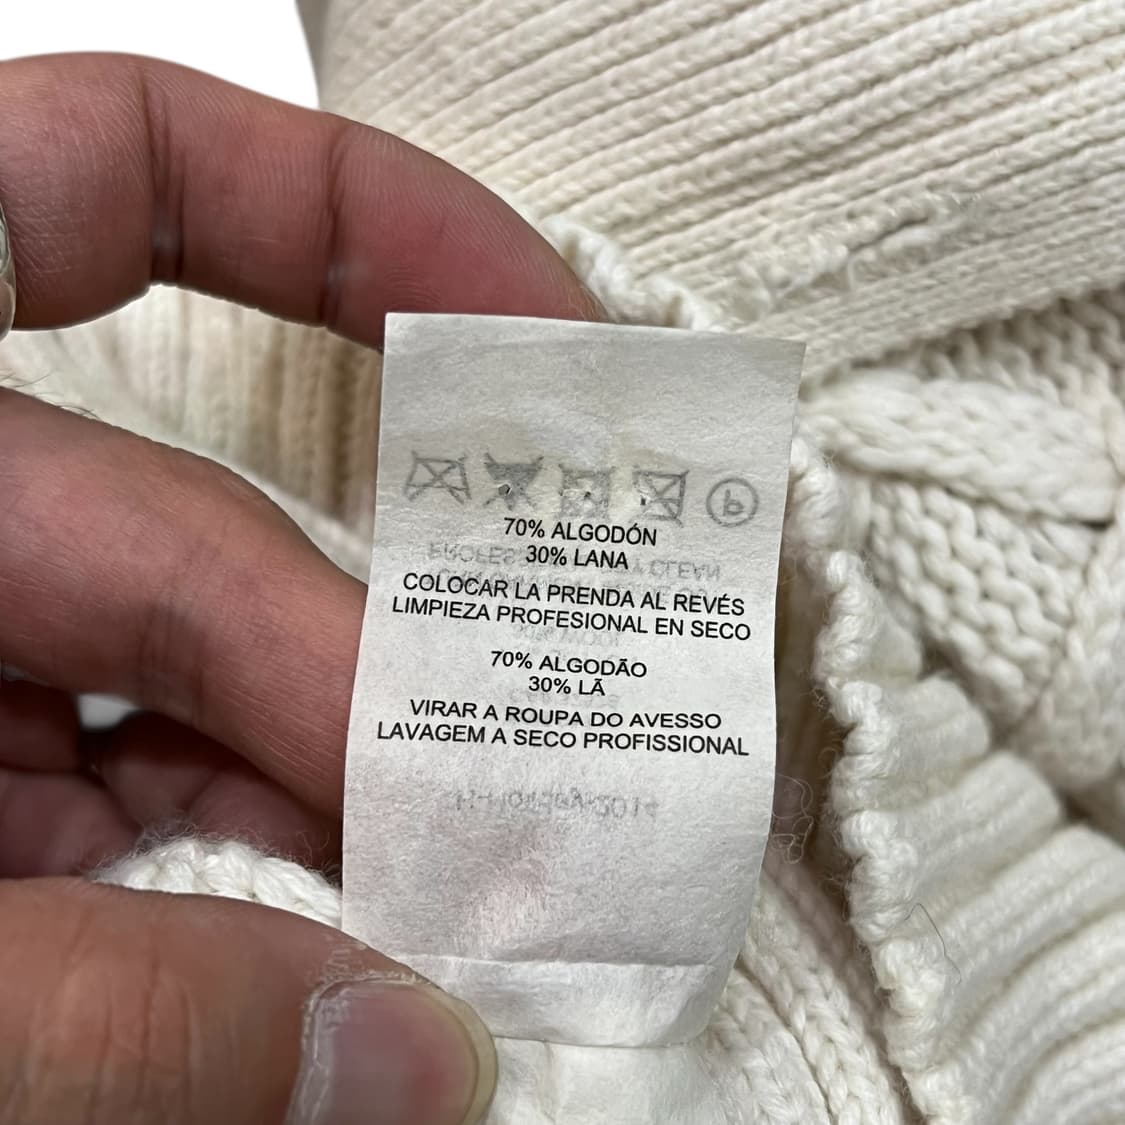 70% ALGODÓN
30% LANA
COLOCAR LA PRENDA AL REVÉS
LIMPIEZA PROFESIONAL EN SECO
70% ALGODÃO
30% LÃ
VIRAR A ROUPA DO AVESSO
LAVAGEM A SECO PROFISSIONAL